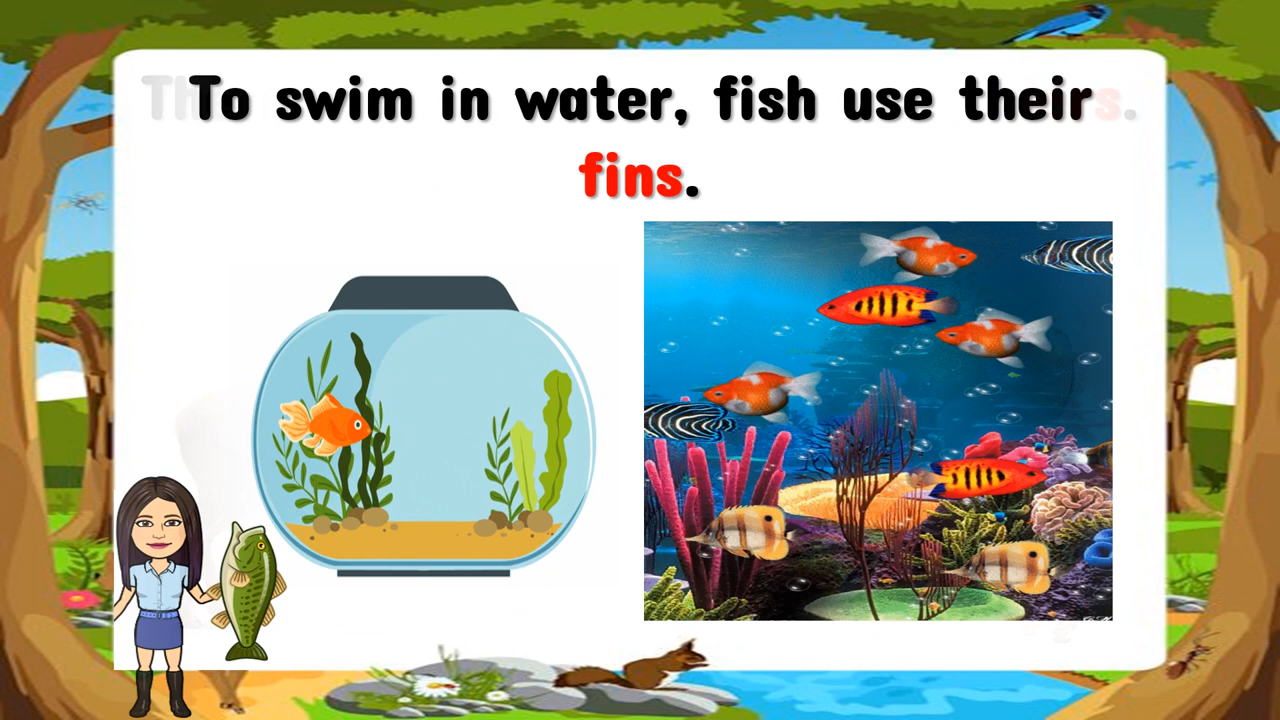 To swim in water, fish use their
fins.